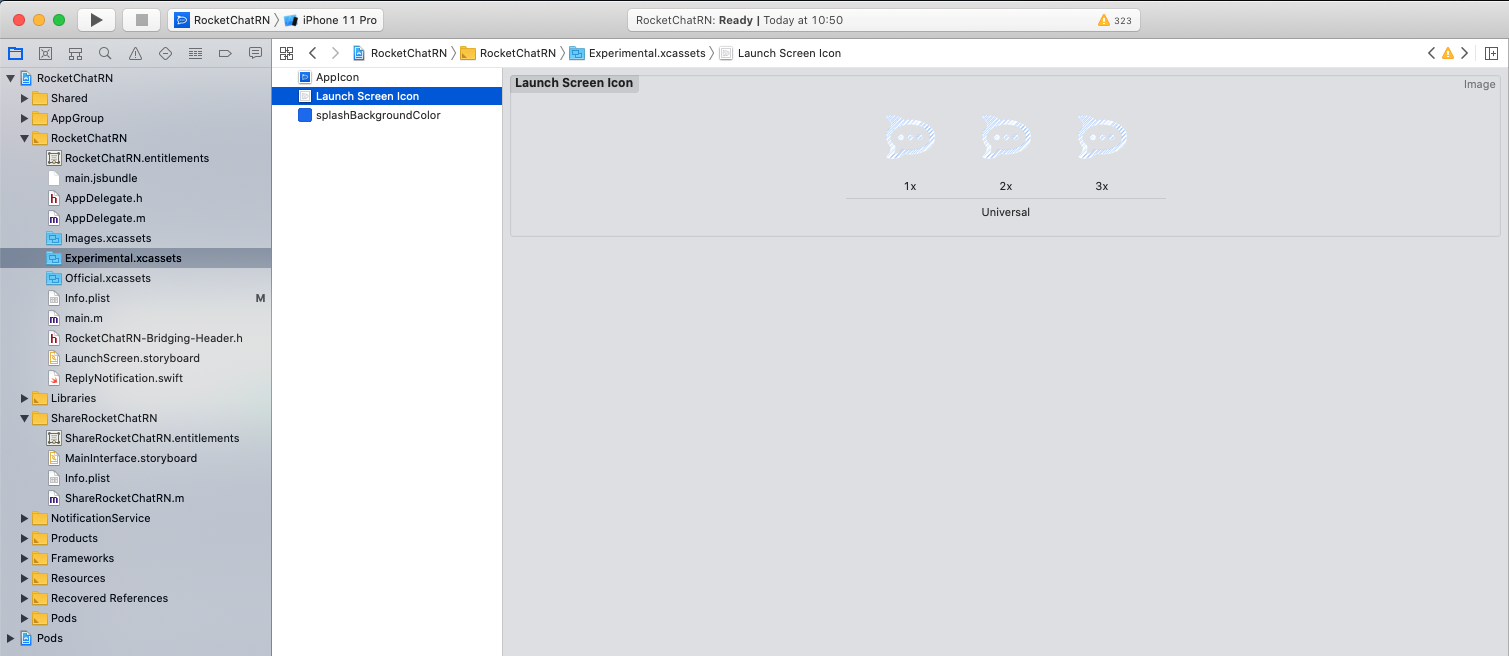 RocketChatRN iPhone 11 Pro
RocketChatRN: Ready | Today at 10:50
323
RocketChatRN RocketChatRN Experimental.xcassets Launch Screen Icon
RocketChatRN
Shared
AppGroup
RocketChatRN
RocketChatRN.entitlements
main.jsbundle
AppDelegate.h
AppDelegate.m
Images.xcassets
Experimental.xcassets
Official.xcassets
Info.plist M
main.m
RocketChatRN-Bridging-Header.h
LaunchScreen.storyboard
ReplyNotification.swift
Libraries
ShareRocketChatRN
ShareRocketChatRN.entitlements
MainInterface.storyboard
Info.plist
ShareRocketChatRN.m
NotificationService
Products
Frameworks
Resources
Recovered References
Pods
Pods
AppIcon
Launch Screen Icon
splashBackgroundColor
Launch Screen Icon
Image
1x 2x 3x
Universal